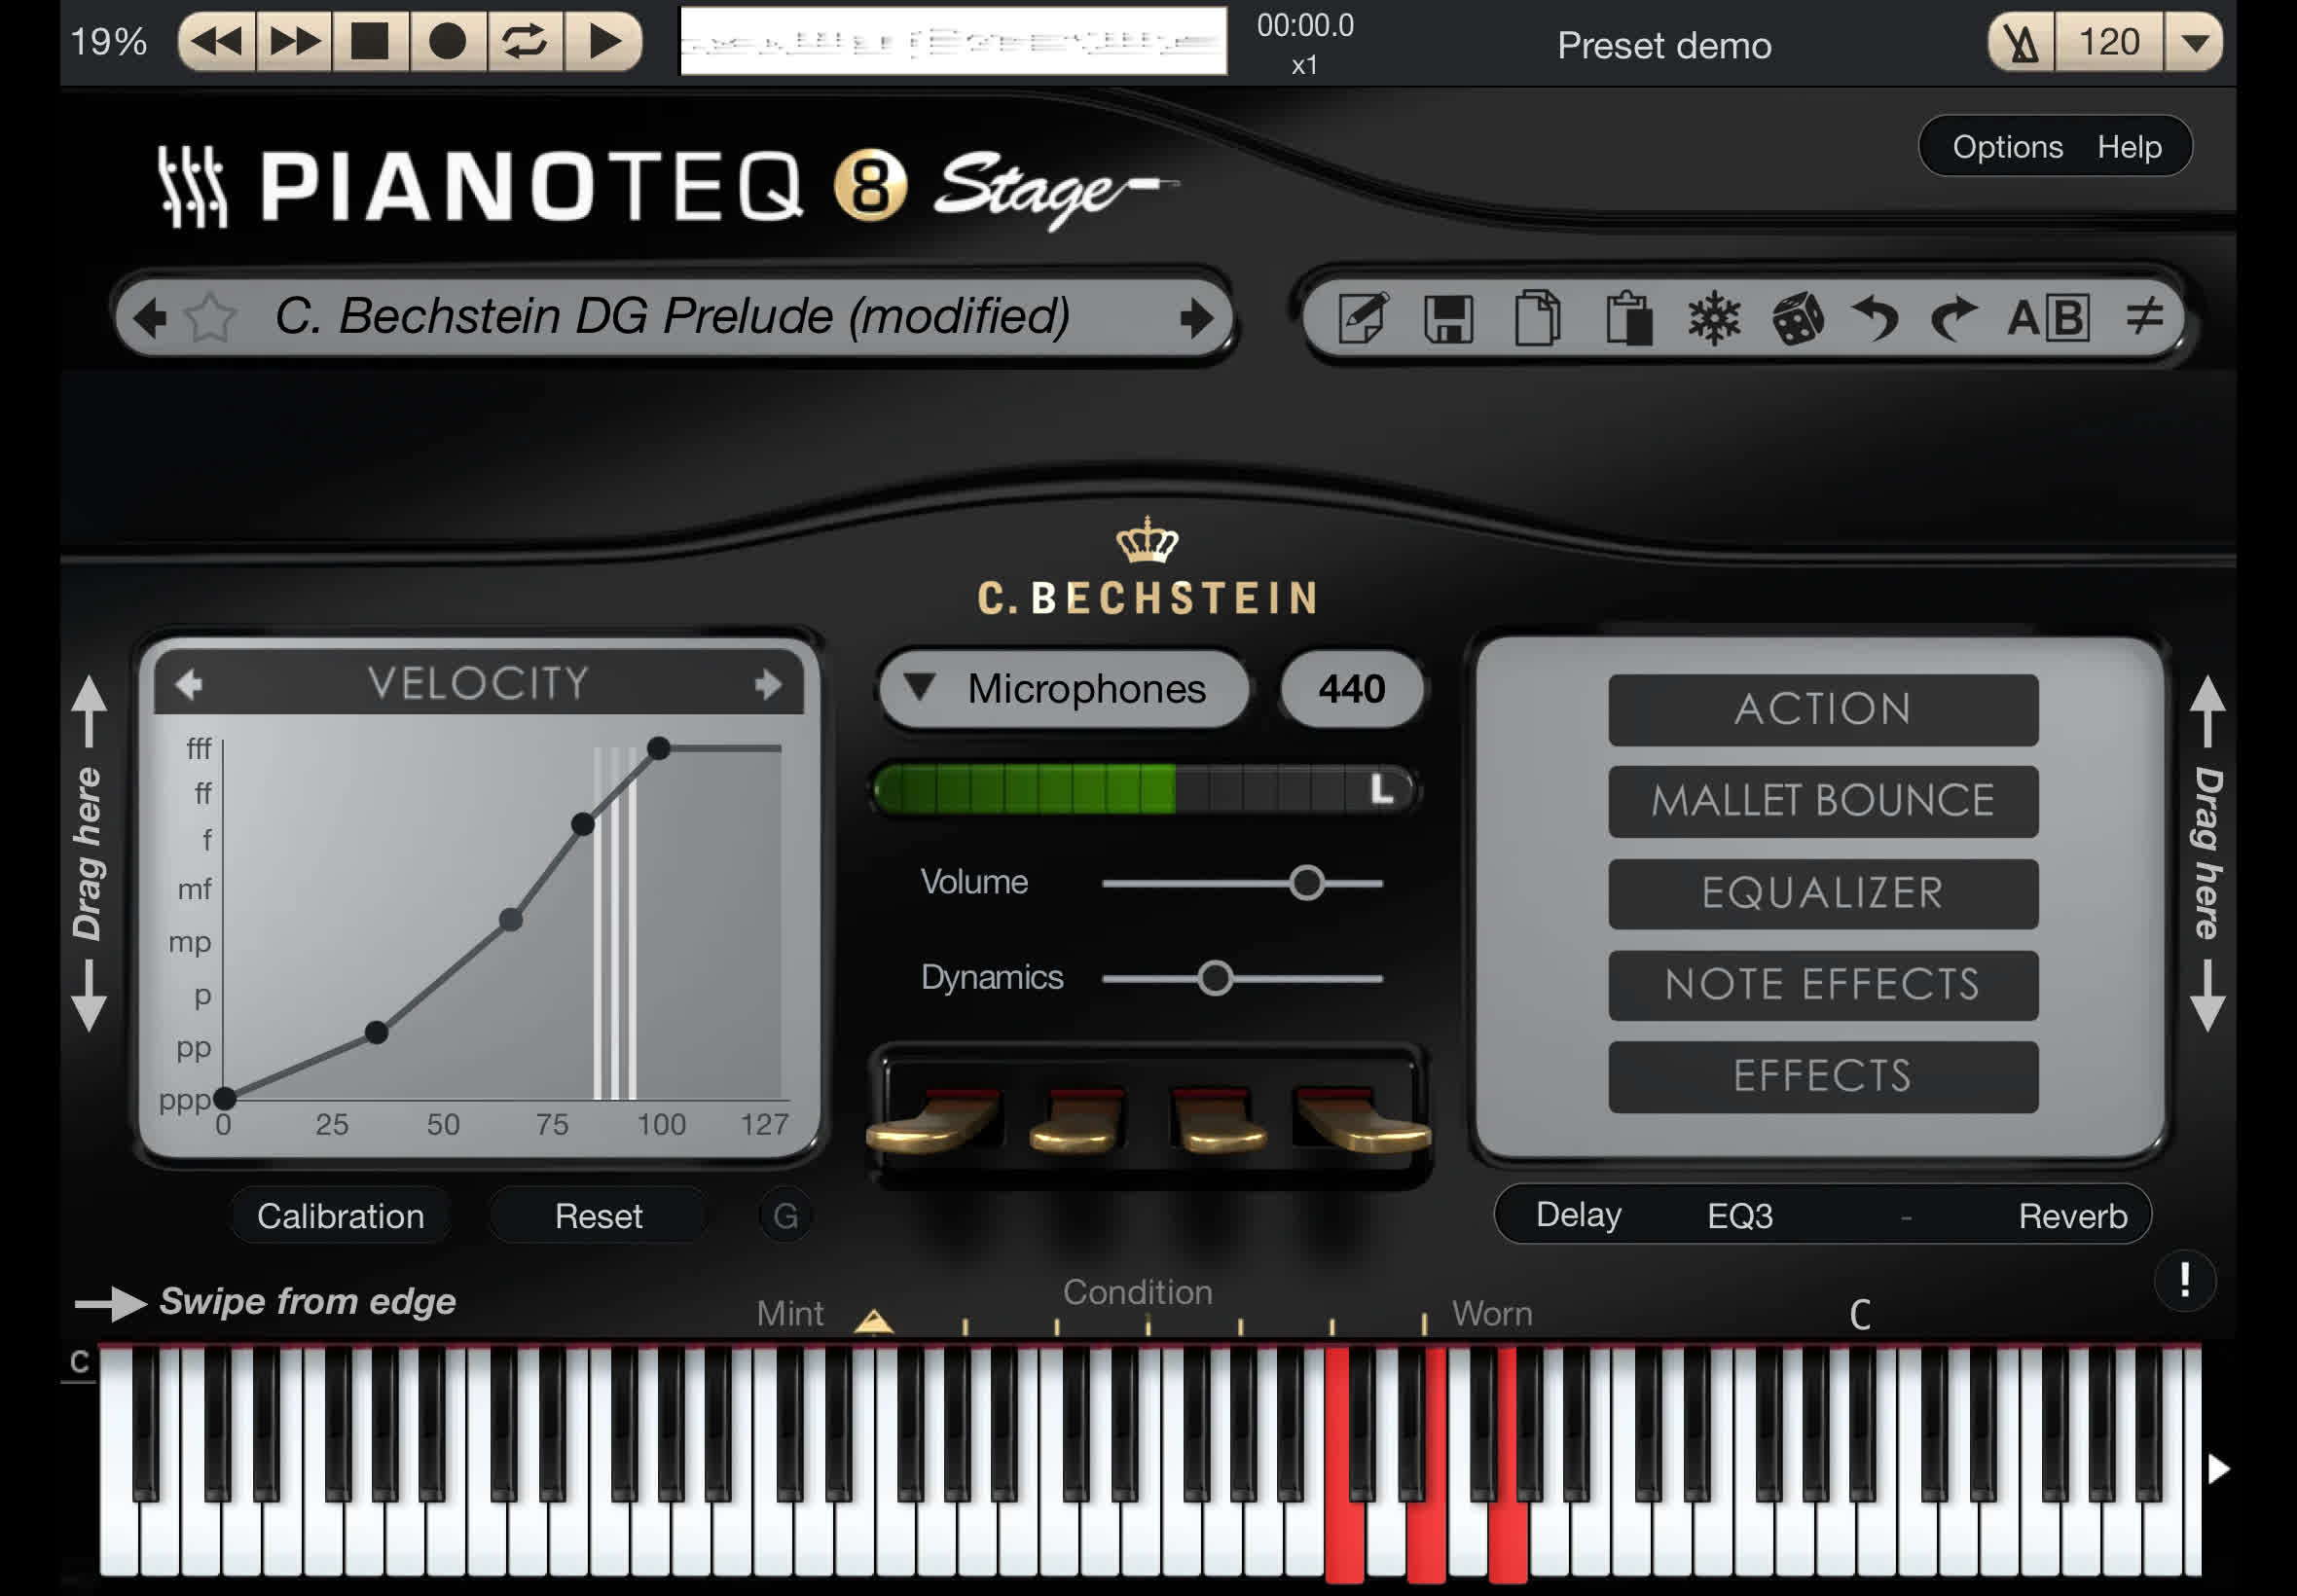 19%
00:00.0
x1
Preset demo
120
PIANOTEQ 8 Stage
Options Help
C. Bechstein DG Prelude (modified)
A B ≠
C. BECHSTEIN
VELOCITY
fff
ff
f
mf
mp
p
pp
ppp
0 25 50 75 100 127
Calibration Reset G
Drag here
Microphones 440
L
Volume
Dynamics
ACTION
MALLET BOUNCE
EQUALIZER
NOTE EFFECTS
EFFECTS
Delay EQ3 - Reverb
Drag here
!
Swipe from edge
Condition
Mint Worn
C
C